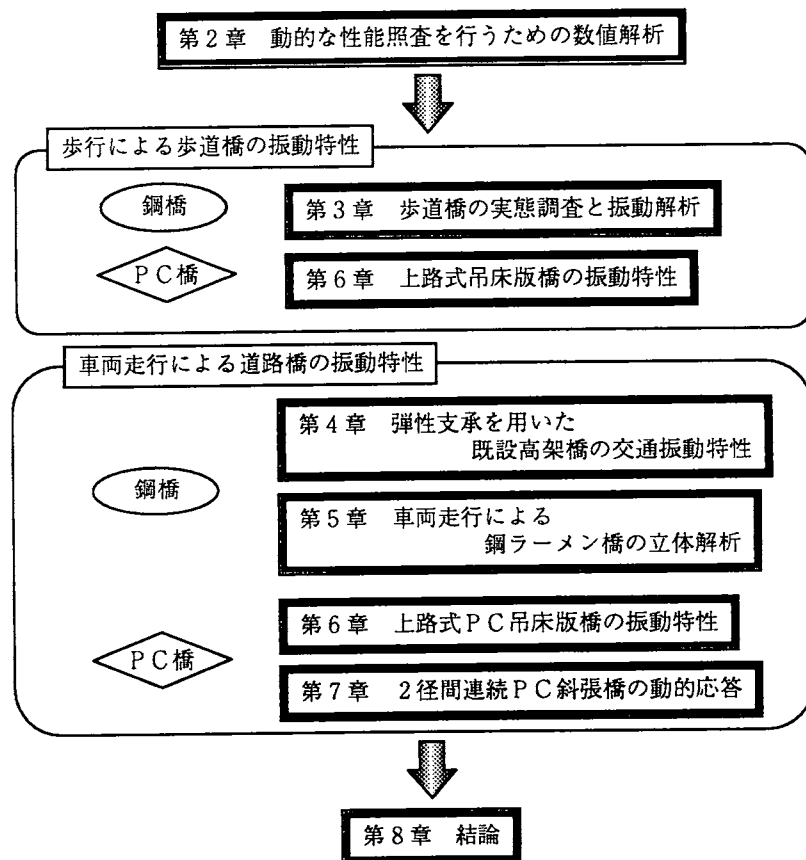 第２章　動的な性能照査を行うための数値解析
歩行による歩道橋の振動特性
鋼橋
第３章　歩道橋の実態調査と振動解析
ＰＣ橋
第６章　上路式吊床版橋の振動特性
車両走行による道路橋の振動特性
鋼橋
第４章　弾性支承を用いた
既設高架橋の交通振動特性
第５章　車両走行による
鋼ラーメン橋の立体解析
ＰＣ橋
第６章　上路式ＰＣ吊床版橋の振動特性
第７章　２径間連続ＰＣ斜張橋の動的応答
第８章　結論